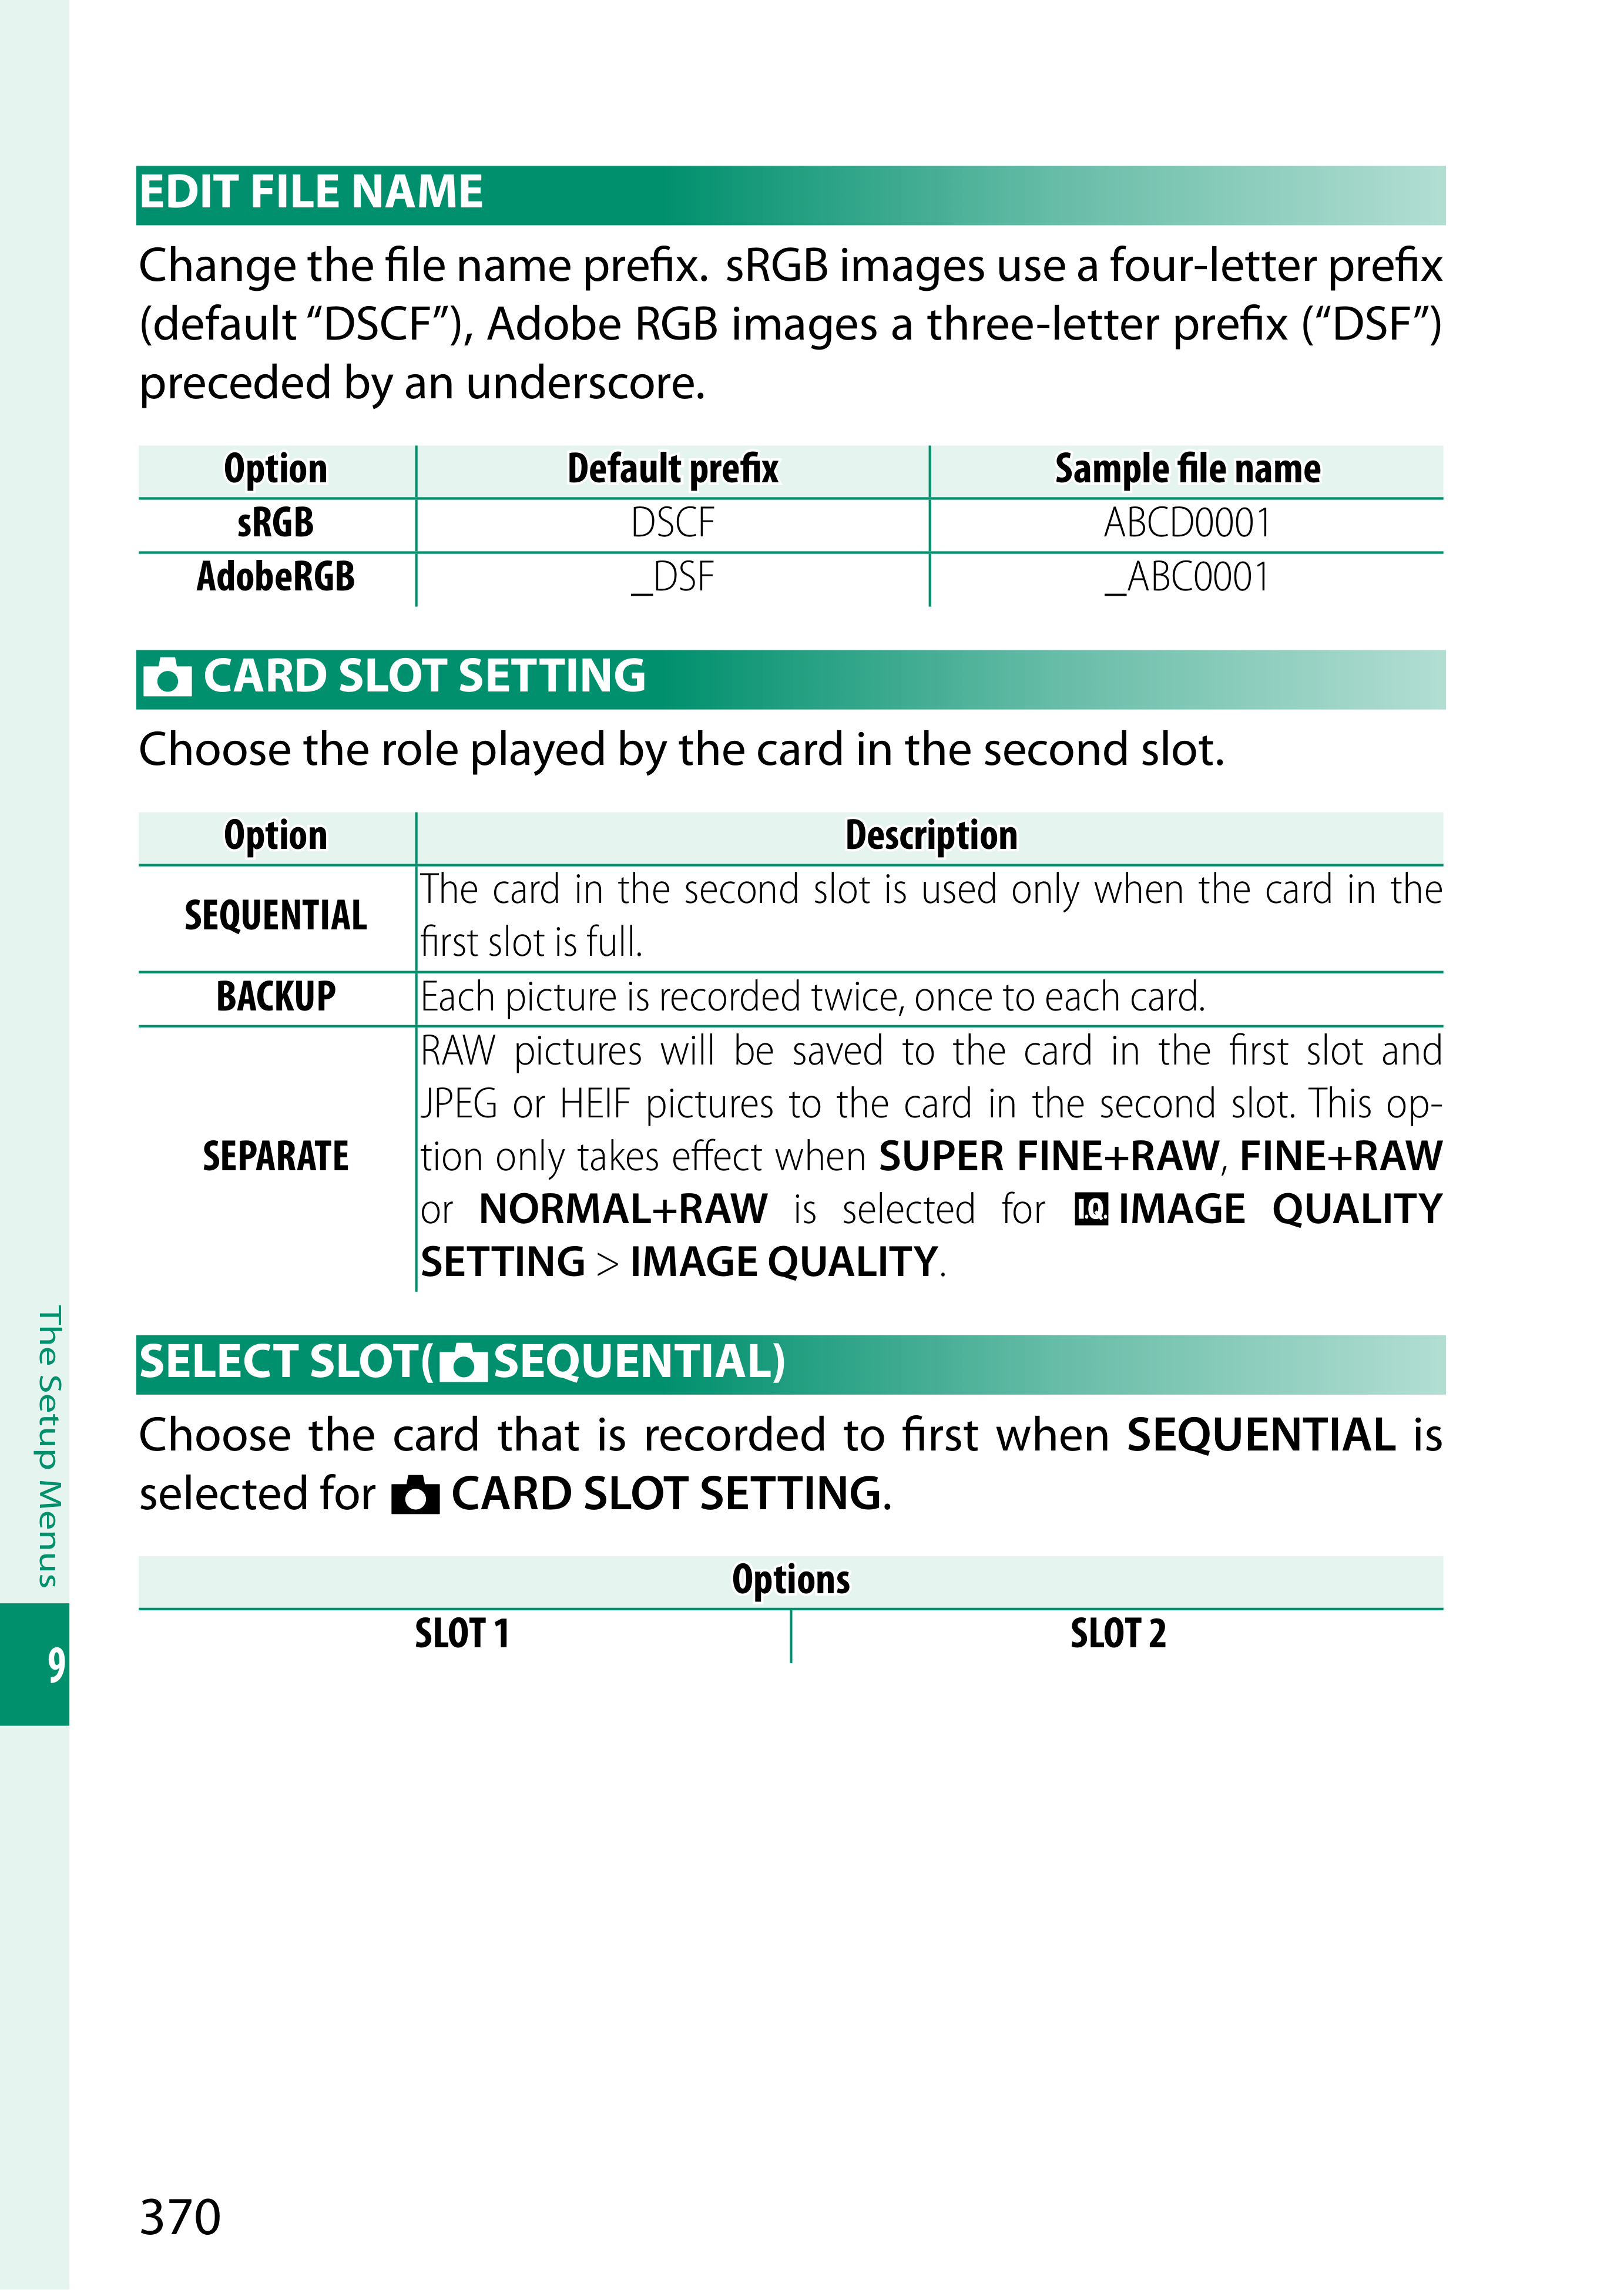 EDIT FILE NAME
Change the file name prefix. sRGB images use a four-letter prefix
(default “DSCF”), Adobe RGB images a three-letter prefix (“DSF”)
preceded by an underscore.
Option Default prefix Sample file name
sRGB DSCF ABCD0001
AdobeRGB _DSF _ABC0001
CARD SLOT SETTING
Choose the role played by the card in the second slot.
Option Description
SEQUENTIAL
The card in the second slot is used only when the card in the
first slot is full.
BACKUP Each picture is recorded twice, once to each card.
SEPARATE
RAW pictures will be saved to the card in the first slot and
JPEG or HEIF pictures to the card in the second slot. This op-
tion only takes effect when SUPER FINE+RAW, FINE+RAW
or NORMAL+RAW is selected for I.Q. IMAGE QUALITY
SETTING > IMAGE QUALITY.
SELECT SLOT(SEQUENTIAL)
Choose the card that is recorded to first when SEQUENTIAL is
selected for CARD SLOT SETTING.
Options
SLOT 1 SLOT 2
The Setup Menus
9
370